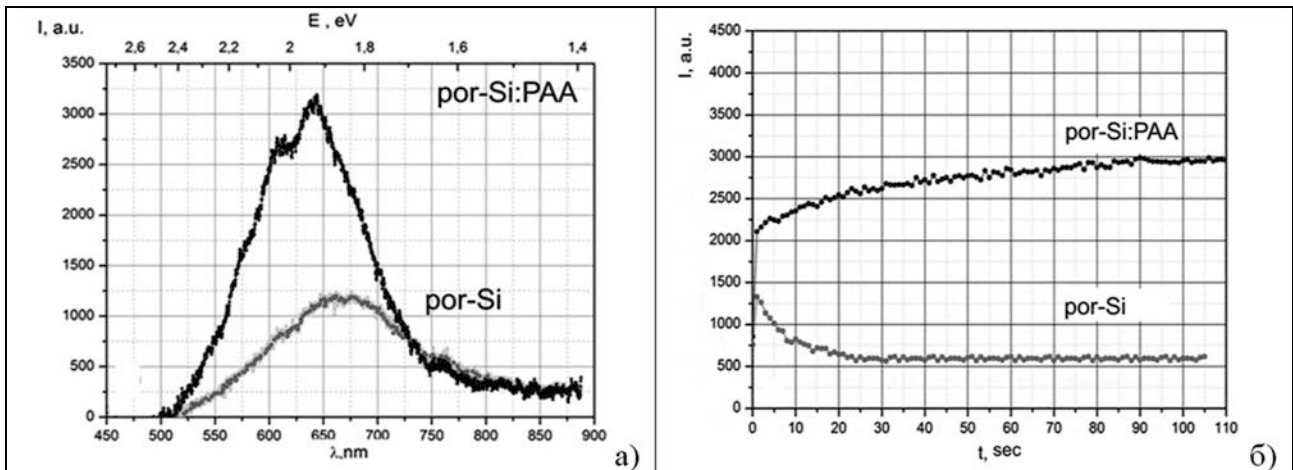 I, a.u.
E , eV
2,6 2,4 2,2 2 1,8 1,6 1,4
3500
3000
2500
2000
1500
1000
500
0
por-Si:PAA
por-Si
450 500 550 600 650 700 750 800 850 900
λ,nm
а)
I, a.u.
4500
4000
3500
3000
2500
2000
1500
1000
500
0
por-Si:PAA
por-Si
0 10 20 30 40 50 60 70 80 90 100 110
t, sec
б)